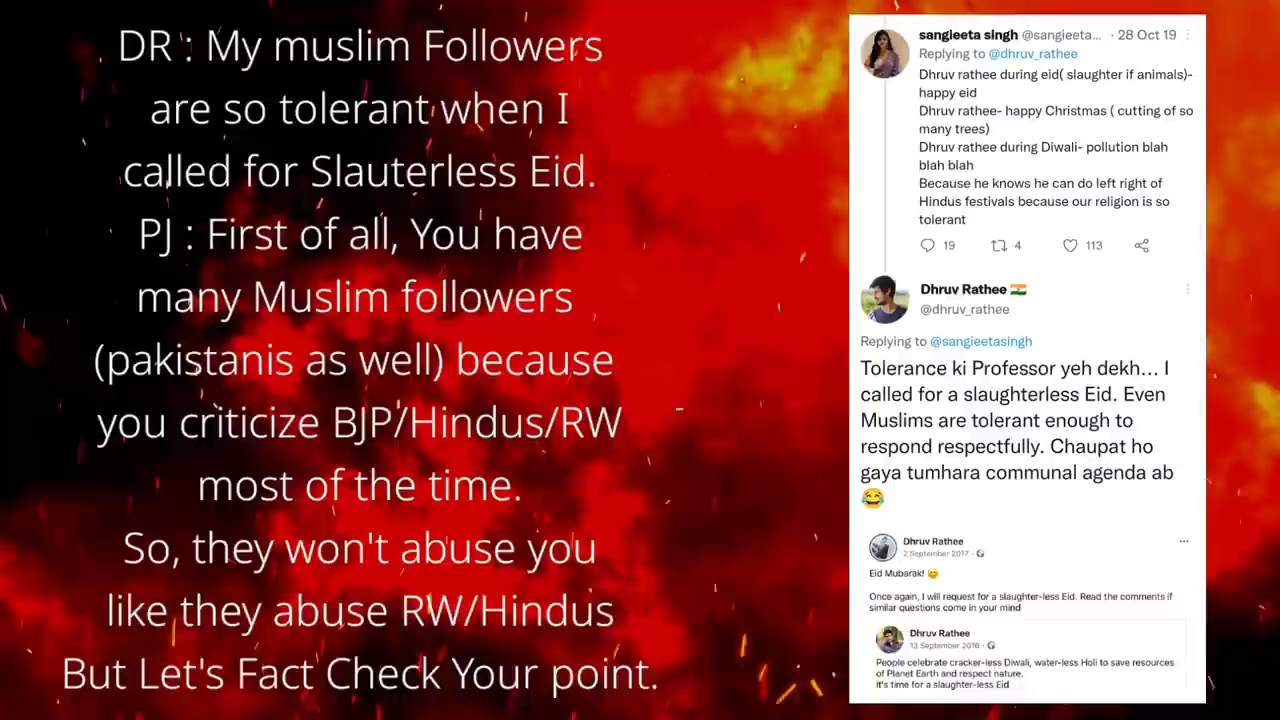 DR : My muslim Followers
are so tolerant when I
called for Slauterless Eid.
PJ : First of all, You have
many Muslim followers
(pakistanis as well) because
you criticize BJP/Hindus/RW
most of the time.
So, they won't abuse you
like they abuse RW/Hindus
But Let's Fact Check Your point.
sangieeta singh @sangieeta... · 28 Oct 19
Replying to @dhruv_rathee
Dhruv rathee during eid( slaughter if animals)-
happy eid
Dhruv rathee- happy Christmas ( cutting of so
many trees)
Dhruv rathee during Diwali- pollution blah
blah blah
Because he knows he can do left right of
Hindus festivals because our religion is so
tolerant
19 4 113
Dhruv Rathee 🇮🇳
@dhruv_rathee
Replying to @sangieetasingh
Tolerance ki Professor yeh dekh... I
called for a slaughterless Eid. Even
Muslims are tolerant enough to
respond respectfully. Chaupat ho
gaya tumhara communal agenda ab
😂
Dhruv Rathee
2 September 2017 ·
Eid Mubarak! 😊
Once again, I will request for a slaughter-less Eid. Read the comments if
similar questions come in your mind
Dhruv Rathee
13 September 2016 ·
People celebrate cracker-less Diwali, water-less Holi to save resources
of Planet Earth and respect nature.
It's time for a slaughter-less Eid